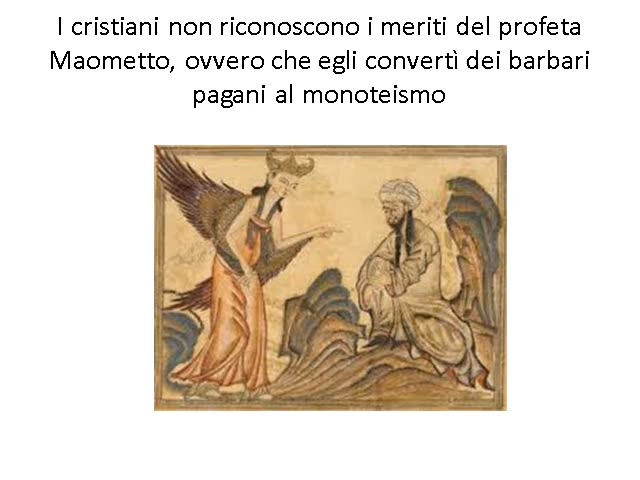 I cristiani non riconoscono i meriti del profeta
Maometto, ovvero che egli convertì dei barbari
pagani al monoteismo